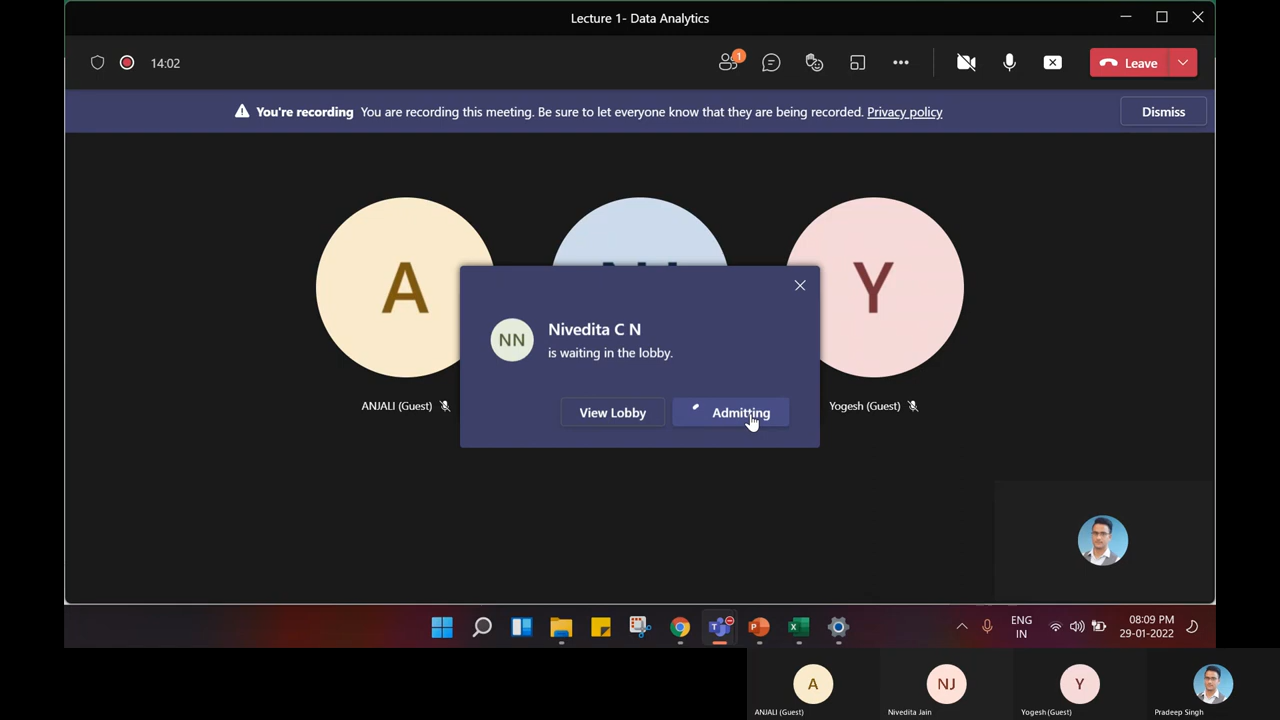 Lecture 1- Data Analytics
14:02
1
Leave
You're recording You are recording this meeting. Be sure to let everyone know that they are being recorded. Privacy policy
Dismiss
A
Y
NN
Nivedita C N
is waiting in the lobby.
View Lobby
Admitting
ANJALI (Guest)
Yogesh (Guest)
ENG
IN
08:09 PM
29-01-2022
A
NJ
Y
ANJALI (Guest)
Nivedita Jain
Yogesh (Guest)
Pradeep Singh